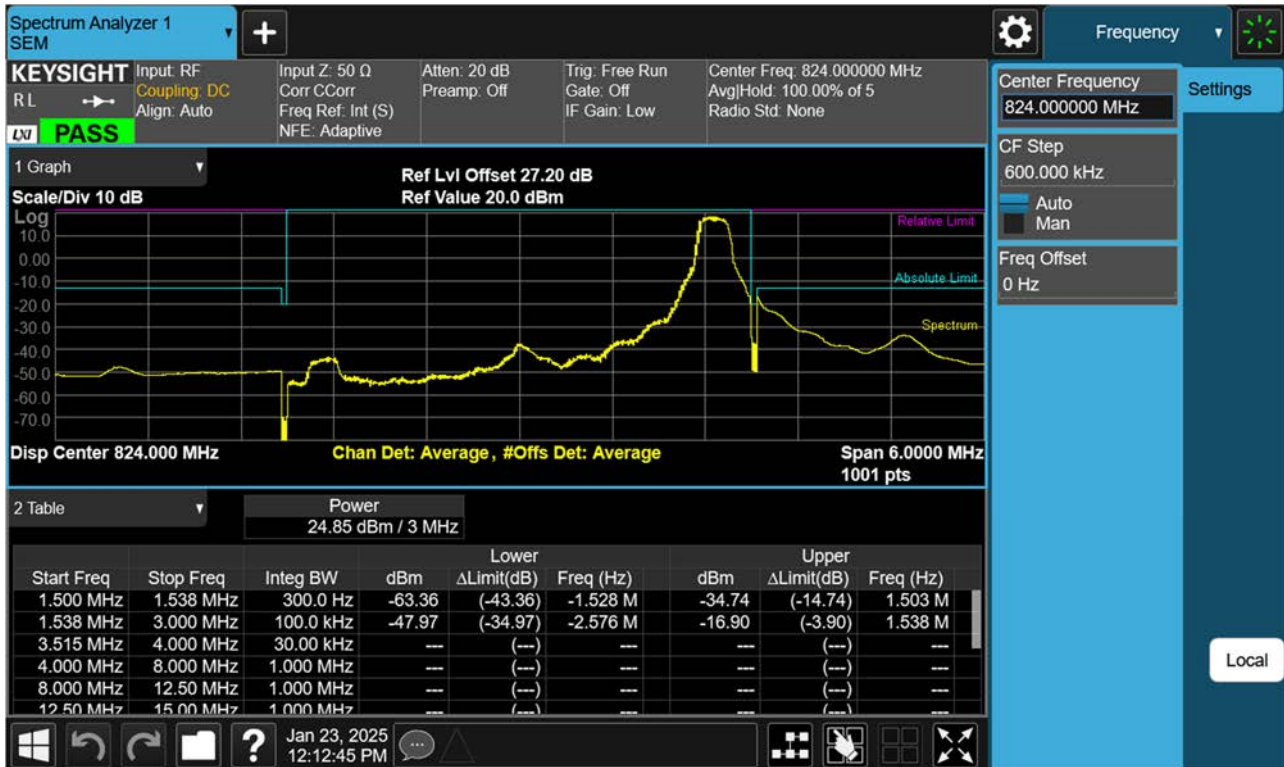 Spectrum Analyzer 1
SEM
Frequency
KEYSIGHT
R L
LXI
PASS
Input: RF
Coupling: DC
Align: Auto
Input Z: 50 Ω
Corr CCorr
Freq Ref: Int (S)
NFE: Adaptive
Atten: 20 dB
Preamp: Off
Trig: Free Run
Gate: Off
IF Gain: Low
Center Freq: 824.000000 MHz
Avg|Hold: 100.00% of 5
Radio Std: None
Center Frequency
824.000000 MHz
Settings
CF Step
600.000 kHz
Auto
Man
Freq Offset
0 Hz
1 Graph
Ref Lvl Offset 27.20 dB
Scale/Div 10 dB
Ref Value 20.0 dBm
Log
10.0
0.00
-10.0
-20.0
-30.0
-40.0
-50.0
-60.0
-70.0
Relative Limit
Absolute Limit
Spectrum
Disp Center 824.000 MHz
Chan Det: Average , #Offs Det: Average
Span 6.0000 MHz
1001 pts
2 Table
Power
24.85 dBm / 3 MHz
Lower Upper
Start Freq Stop Freq Integ BW dBm ΔLimit(dB) Freq (Hz) dBm ΔLimit(dB) Freq (Hz)
1.500 MHz 1.538 MHz 300.0 Hz -63.36 (-43.36) -1.528 M -34.74 (-14.74) 1.503 M
1.538 MHz 3.000 MHz 100.0 kHz -47.97 (-34.97) -2.576 M -16.90 (-3.90) 1.538 M
3.515 MHz 4.000 MHz 30.00 kHz --- (---) --- --- (---) ---
4.000 MHz 8.000 MHz 1.000 MHz --- (---) --- --- (---) ---
8.000 MHz 12.50 MHz 1.000 MHz --- (---) --- --- (---) ---
12.50 MHz 15.00 MHz 1.000 MHz --- (---) --- --- (---) ---
Local
Jan 23, 2025
12:12:45 PM